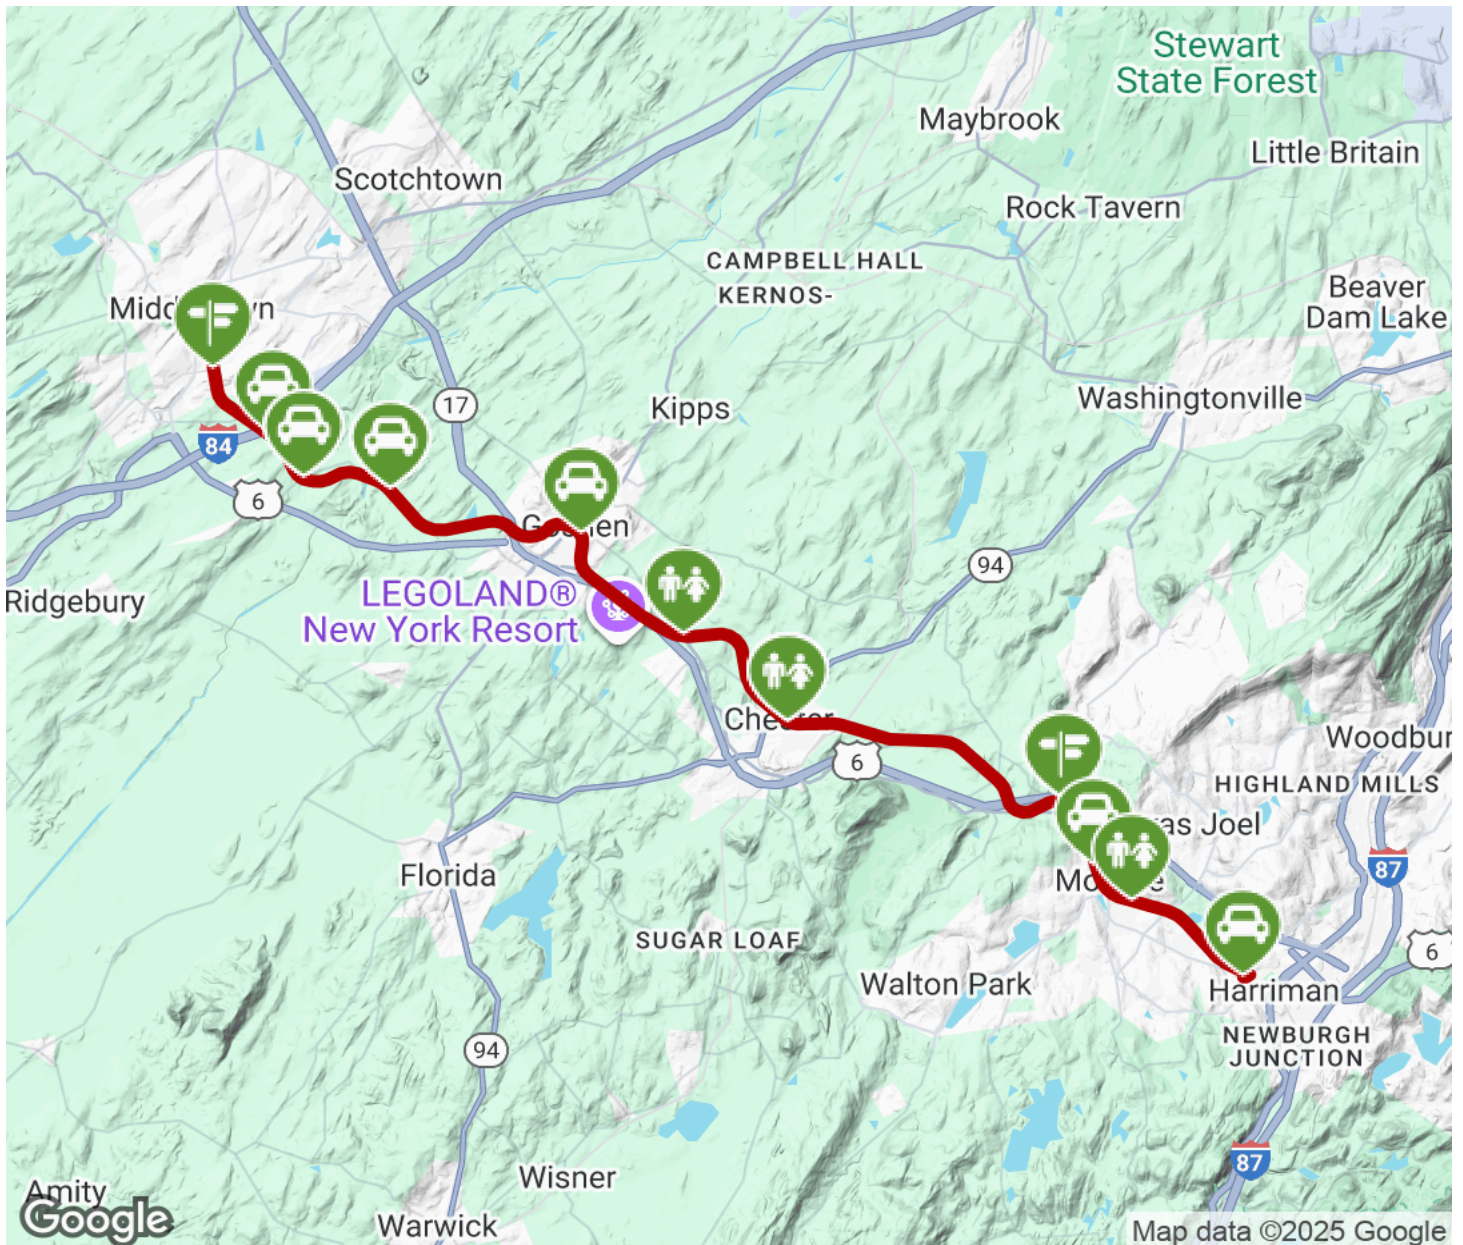 Stewart
State Forest
Maybrook
Little Britain
Scotchtown
Rock Tavern
CAMPBELL HALL
KERNOS-
Beaver
Dam Lake
Washingtonville
Kipps
17
84
6
94
Ridgebury
LEGOLAND®
New York Resort
6
Woodbur
HIGHLAND MILLS
as Joel
87
Florida
SUGAR LOAF
Walton Park
6
Harriman
NEWBURGH
JUNCTION
94
87
Wisner
Amity
Google
Warwick
Map data ©2025 Google